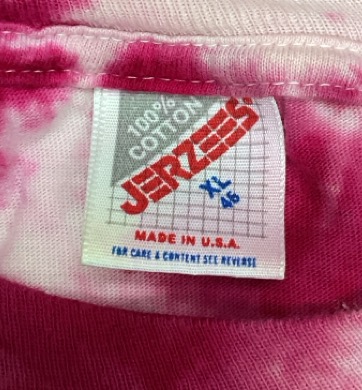 100%
COTTON
JERZEES
XL
46
MADE IN U.S.A.
FOR CARE & CONTENT SEE REVERSE